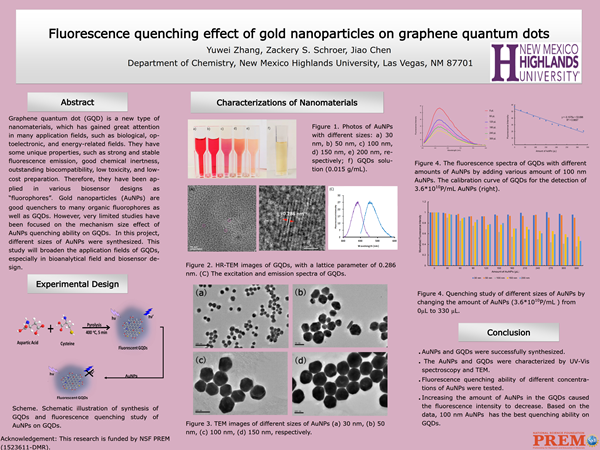 Fluorescence quenching effect of gold nanoparticles on graphene quantum dots
Yuwei Zhang, Zackery S. Schroer, Jiao Chen
Department of Chemistry, New Mexico Highlands University, Las Vegas, NM 87701
NEW MEXICO
HIGHLANDS
UNIVERSITY
Abstract
Graphene quantum dot (GQD) is a new type of
nanomaterials, which has gained great attention
in many application fields, such as biological, op-
toelectronic, and energy-related fields. They have
some unique properties, such as strong and stable
fluorescence emission, good chemical inertness,
outstanding biocompatibility, low toxicity, and low-
cost preparation. Therefore, they have been ap-
plied in various biosensor designs as
"fluorophores". Gold nanoparticles (AuNPs) are
good quenchers to many organic fluorophores as
well as GQDs. However, very limited studies have
been focused on the mechanism size effect of
AuNPs quenching ability on GQDs. In this project,
different sizes of AuNPs were synthesized. This
study will broaden the application fields of GQDs,
especially in bioanalytical field and biosensor de-
sign.
Experimental Design
Aspartic Acid
Cysteine
Pyrolysis
Fluorescent GQDs
AuNPs
Fluorescent GQDs
Scheme. Schematic illustration of synthesis of
GQDs and fluorescence quenching study of
AuNPs on GQDs.
Acknowledgement: This research is funded by NSF PREM
(1523611-DMR).
Characterizations of Nanomaterials
a)
b)
c)
d)
e)
f)
Figure 1. Photos of AuNPs
with different sizes: a) 30
nm, b) 50 nm, c) 100 nm,
d) 150 nm, e) 200 nm, re-
spectively; f) GQDs solu-
tion (0.015 g/mL).
0.286 nm
Figure 2. HR-TEM images of GQDs, with a lattice parameter of 0.286
nm. (C) The excitation and emission spectra of GQDs.
(a)
(b)
(c)
(d)
Figure 3. TEM images of different sizes of AuNPs (a) 30 nm, (b) 50
nm, (c) 100 nm, (d) 150 nm, respectively.
Figure 4. The fluorescence spectra of GQDs with different
amounts of AuNPs by adding various amount of 100 nm
AuNPs. The calibration curve of GQDs for the detection of
3.6*10¹⁰P/mL AuNPs (right).
Figure 4. Quenching study of different sizes of AuNPs by
changing the amount of AuNPs (3.6*10¹⁰P/mL ) from
0μL to 330 μL.
Conclusion
. AuNPs and GQDs were successfully synthesized.
. The AuNPs and GQDs were characterized by UV-Vis
spectroscopy and TEM.
. Fluorescence quenching ability of different concentra-
tions of AuNPs were tested.
. Increasing the amount of AuNPs in the GQDs caused
the fluorescence intensity to decrease. Based on the
data, 100 nm AuNPs has the best quenching ability on
GQDs.
PREM